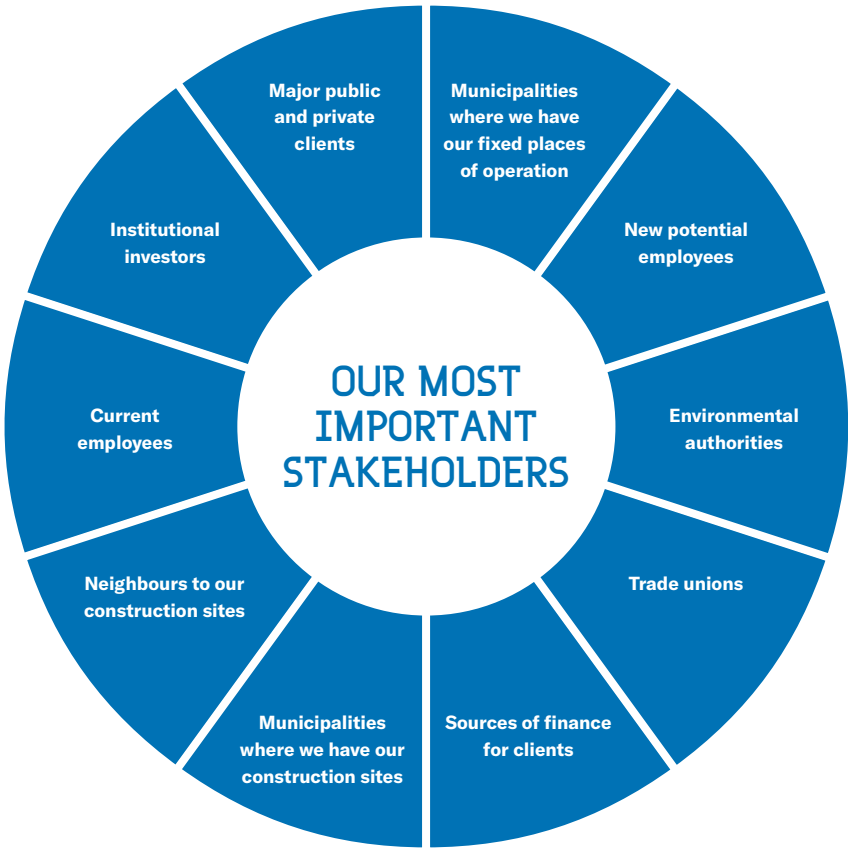 OUR MOST
IMPORTANT
STAKEHOLDERS
Municipalities
where we have
our fixed places
of operation
New potential
employees
Environmental
authorities
Trade unions
Sources of finance
for clients
Municipalities
where we have our
construction sites
Neighbours to our
construction sites
Current
employees
Institutional
investors
Major public
and private
clients